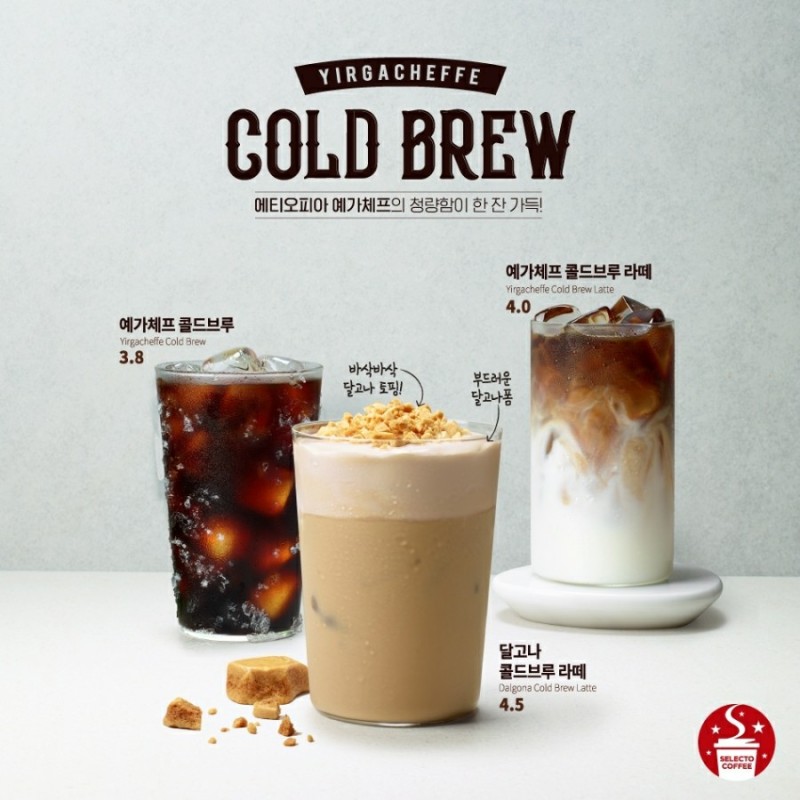 YIRGACHEFFE
COLD BREW
에티오피아 예가체프의 청량함이 한 잔 가득!
예가체프 콜드브루 라떼
Yirgacheffe Cold Brew Latte
4.0
예가체프 콜드브루
Yirgacheffe Cold Brew
3.8
바삭바삭
달고나 토핑!
부드러운
달고나폼
달고나
콜드브루 라떼
Dalgona Cold Brew Latte
4.5
SELECTO
COFFEE